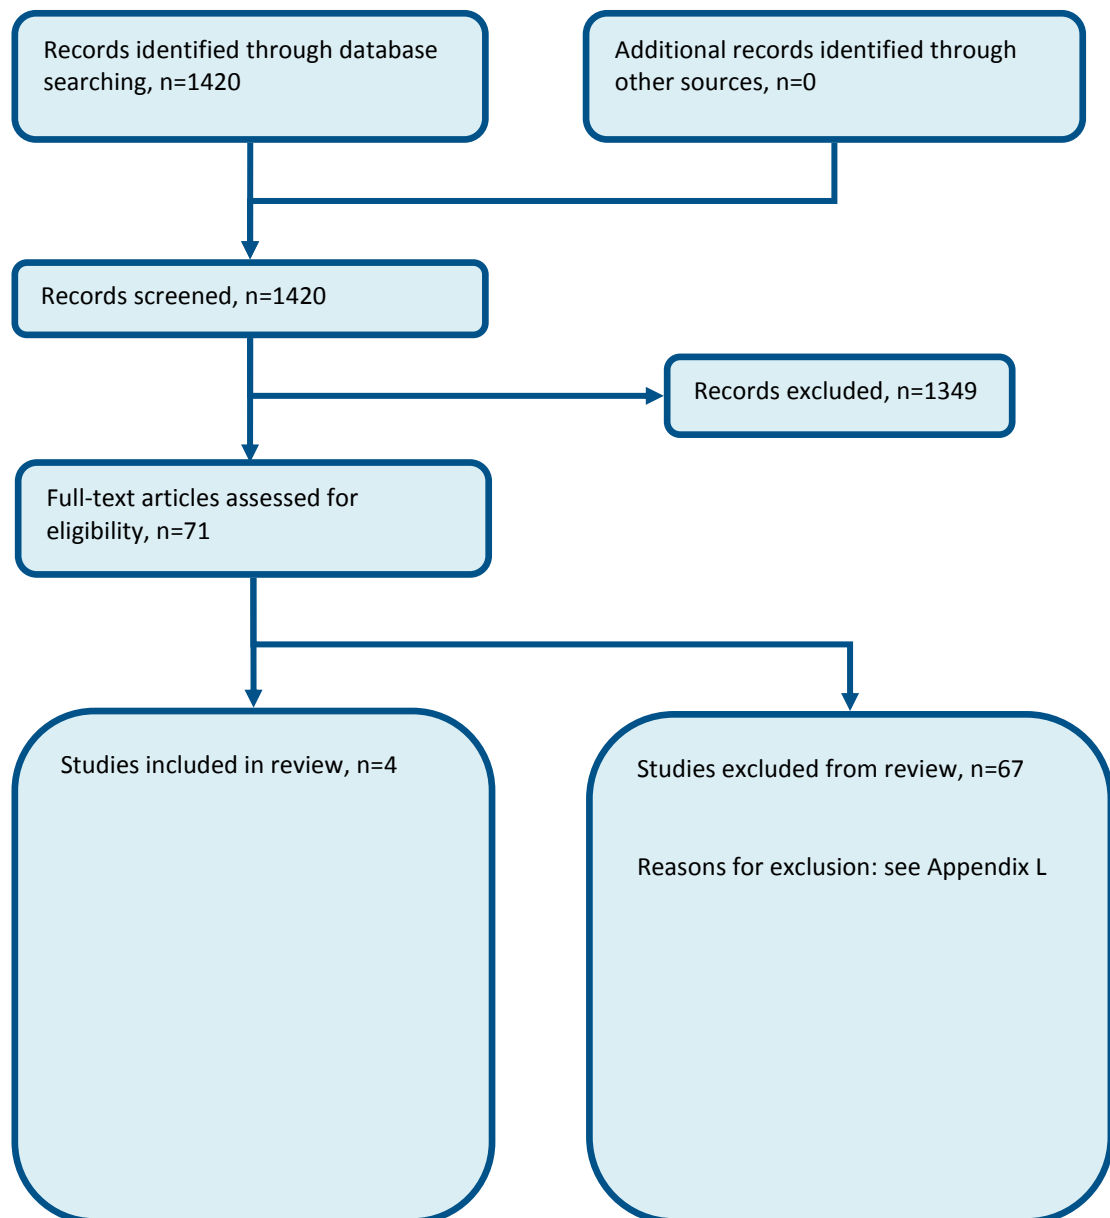 Records identified through database
searching, n=1420
Additional records identified through
other sources, n=0
Records screened, n=1420
Records excluded, n=1349
Full-text articles assessed for
eligibility, n=71
Studies included in review, n=4
Studies excluded from review, n=67
Reasons for exclusion: see Appendix L